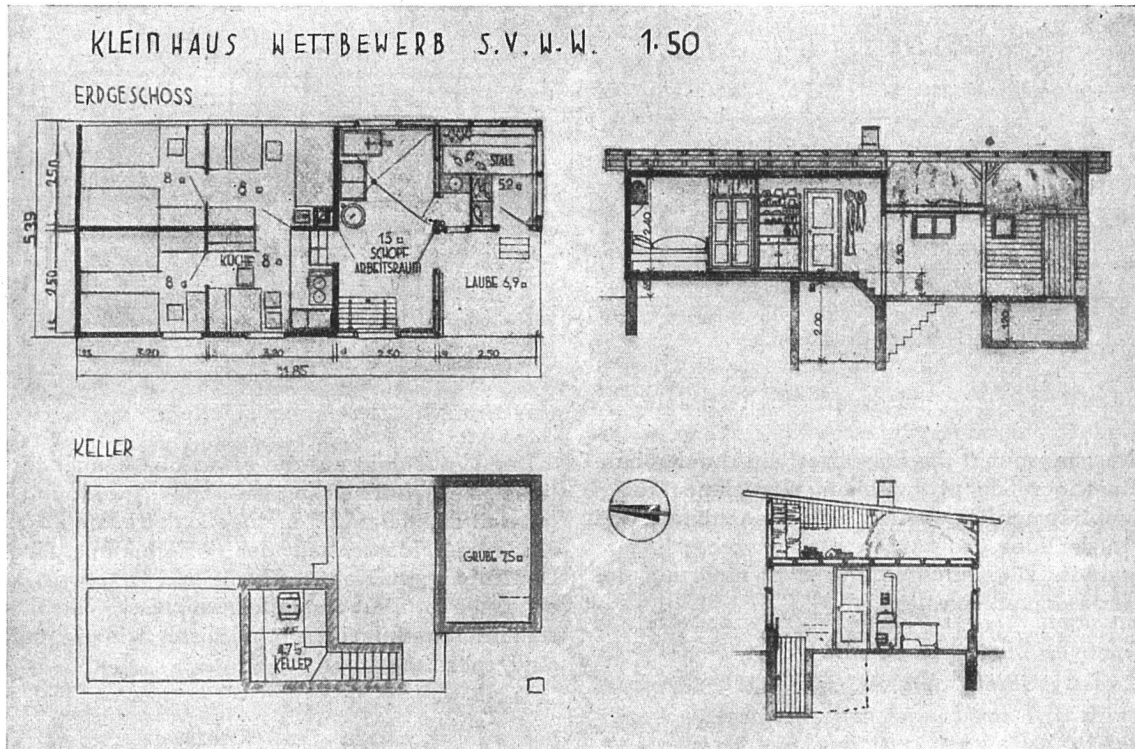 KLEINHAUS WETTBEWERB S.V.W.W. 1·50
ERDGESCHOSS
STALL
5.2 ▫
2.50
8 ▫
8 ▫
5.39
15 ▫
SCHOPF
ARBEITSRAUM
KÜCHE
8 ▫
8 ▫
LAUBE 6,9 ▫
2.50
3.20
3.20
2.50
2.50
11.85
2.40
2.00
KELLER
GRUBE 7.5 ▫
KELLER